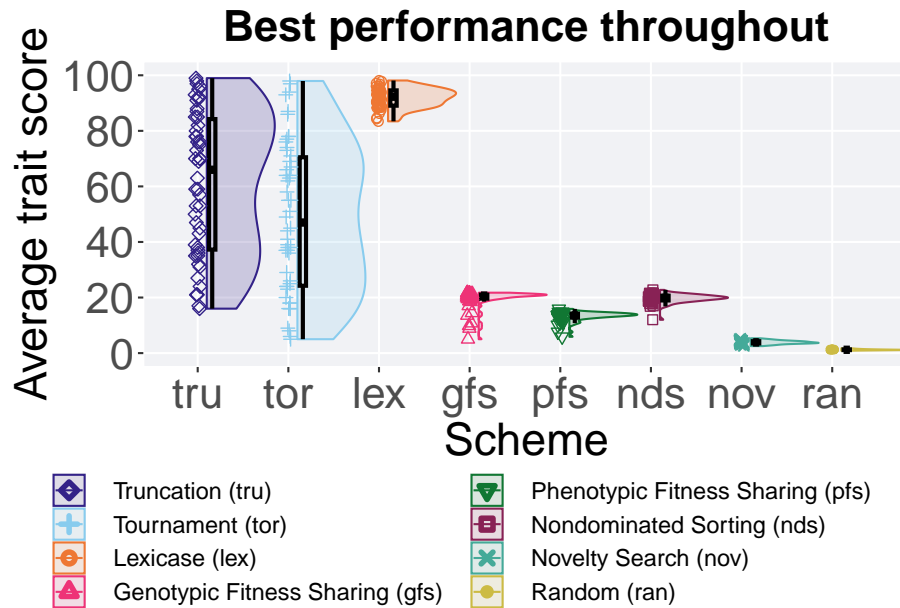 Best performance throughout
Average trait score
100
80
60
40
20
0
tru tor lex gfs pfs nds nov ran
Scheme
Truncation (tru)
Tournament (tor)
Lexicase (lex)
Genotypic Fitness Sharing (gfs)
Phenotypic Fitness Sharing (pfs)
Nondominated Sorting (nds)
Novelty Search (nov)
Random (ran)